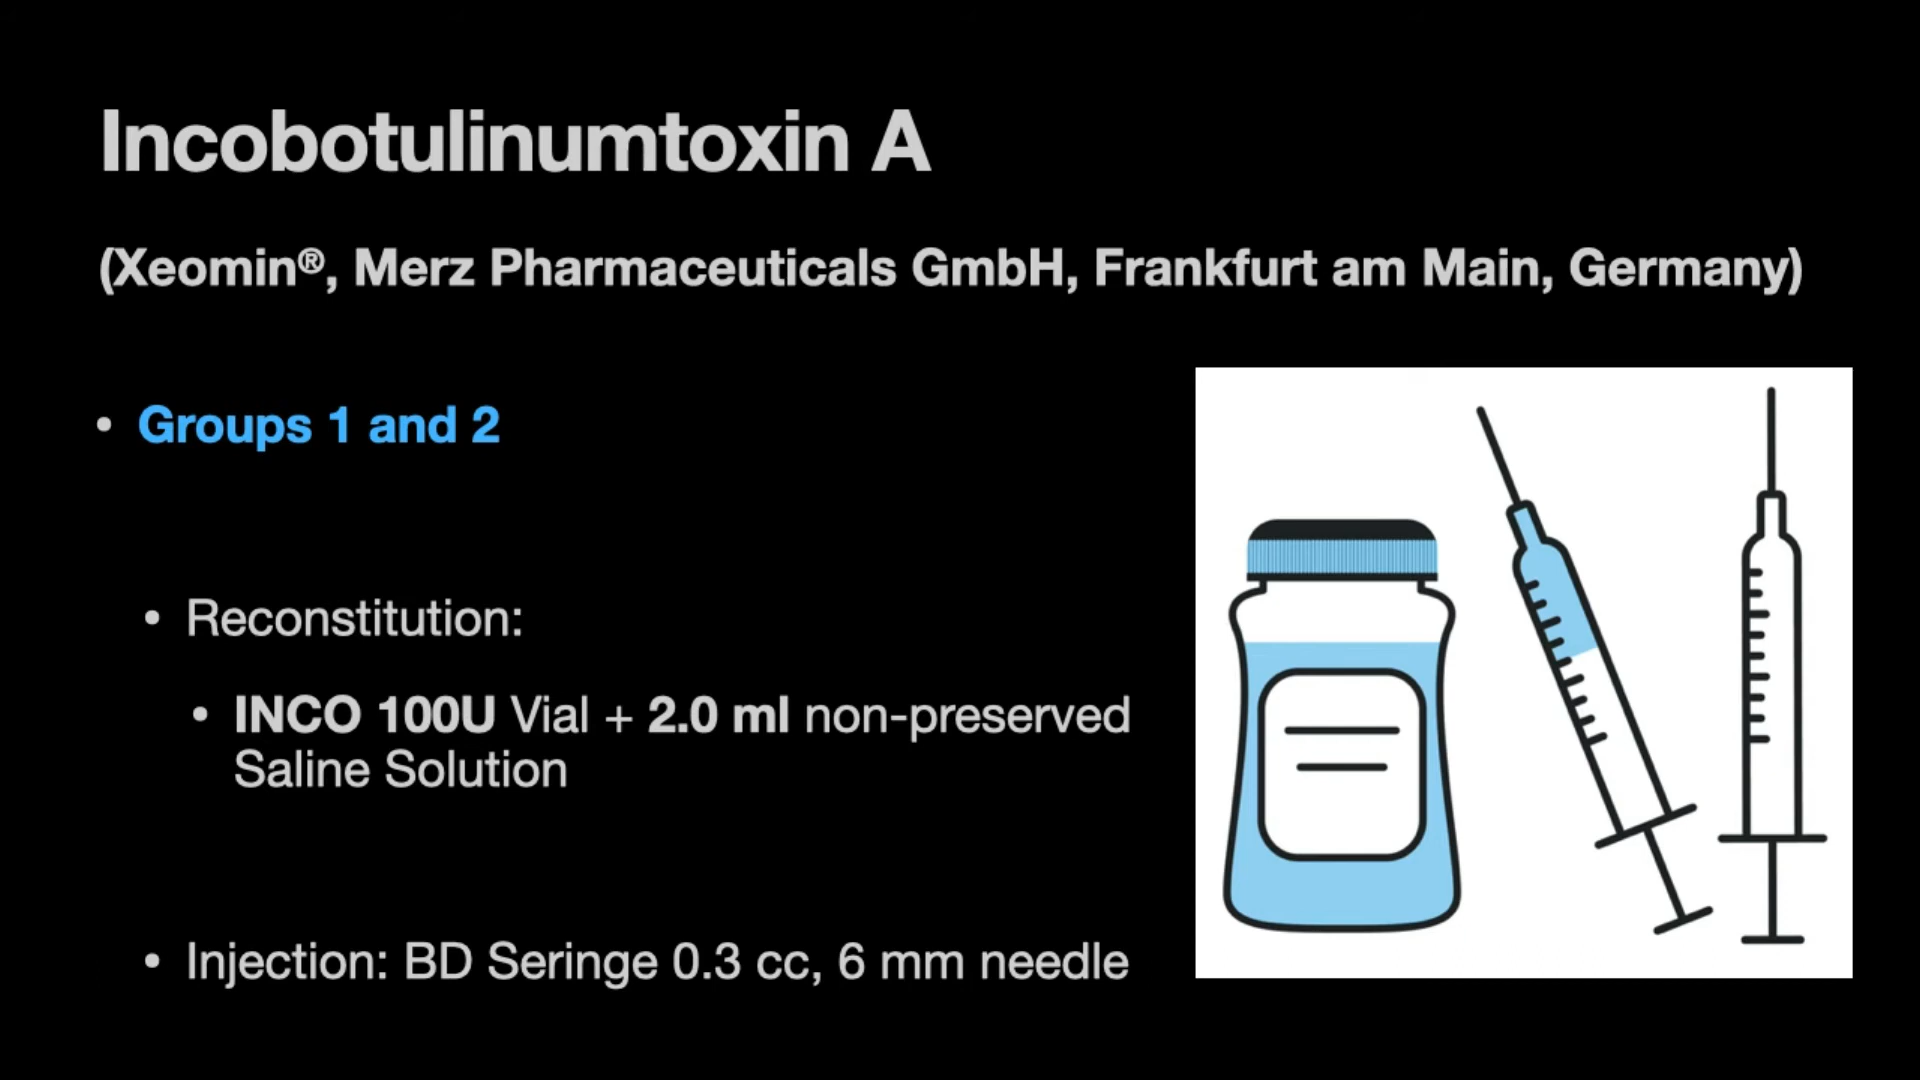 Incobotulinumtoxin A
(Xeomin®, Merz Pharmaceuticals GmbH, Frankfurt am Main, Germany)
• Groups 1 and 2
• Reconstitution:
• INCO 100U Vial + 2.0 ml non-preserved
Saline Solution
• Injection: BD Seringe 0.3 cc, 6 mm needle